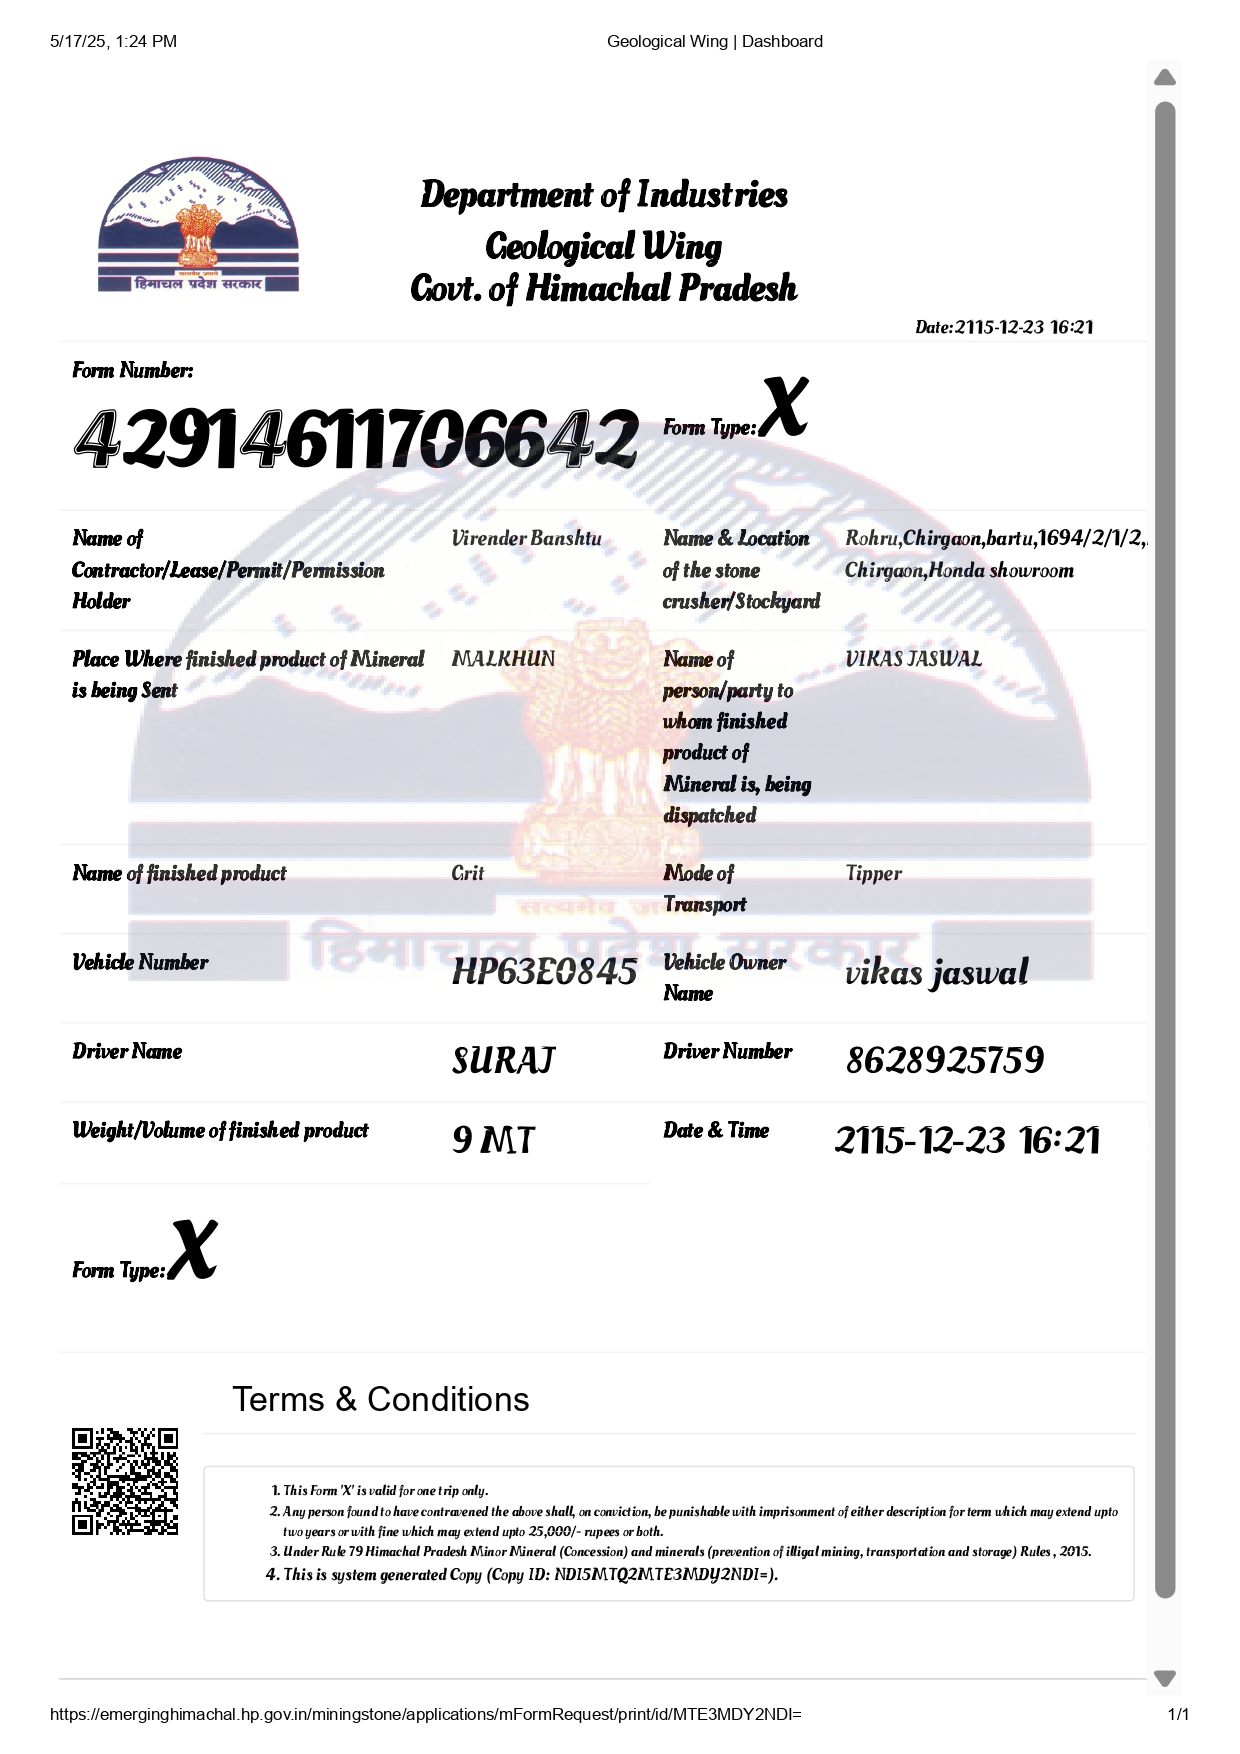 5/17/25, 1:24 PM
Geological Wing | Dashboard
सत्यमेव जयते
हिमाचल प्रदेश सरकार
Department of Industries
Geological Wing
Govt. of Himachal Pradesh
Date:2115-12-23 16:21
Form Number:
42914611706642
Form Type:X
Name of
Contractor/Lease/Permit/Permission
Holder
Virender Banshtu
Name & Location
of the stone
crusher/Stockyard
Rohru,Chirgaon,bartu,1694/2/1/2,
Chirgaon,Honda showroom
Place Where finished product of Mineral
is being Sent
MALKHUN
Name of
person/party to
whom finished
product of
Mineral is, being
dispatched
VIKAS JASWAL
Name of finished product
Grit
Mode of
Transport
Tipper
सत्यमेव जयते
हिमाचल प्रदेश सरकार
Vehicle Number
HP63E0845
Vehicle Owner
Name
vikas jaswal
Driver Name
SURAJ
Driver Number
8628925759
Weight/Volume of finished product
9 MT
Date & Time
2115-12-23 16:21
Form Type:X
Terms & Conditions
1. This Form 'X' is valid for one trip only.
2. Any person found to have contravened the above shall, on conviction, be punishable with imprisonment of either description for term which may extend upto
two years or with fine which may extend upto 25,000/- rupees or both.
3. Under Rule 79 Himachal Pradesh Minor Mineral (Concession) and minerals (prevention of illigal mining, transportation and storage) Rules , 2015.
4. This is system generated Copy (Copy ID: NDI5MTQ2MTE3MDY2NDI=).
https://emerginghimachal.hp.gov.in/miningstone/applications/mFormRequest/print/id/MTE3MDY2NDI=
1/1